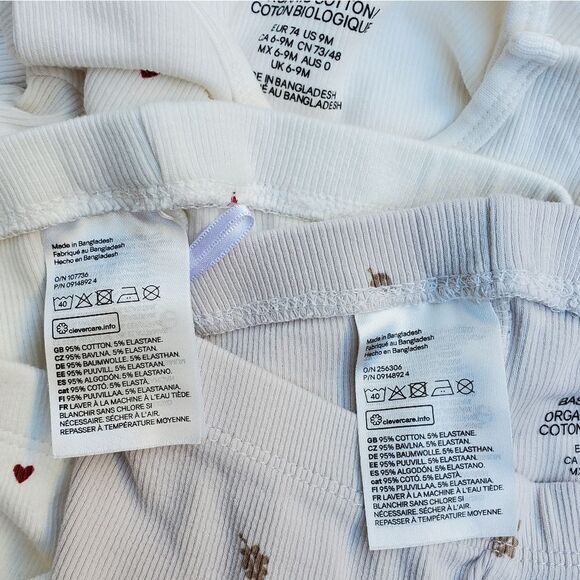 ORGANIC COTTON/
COTON BIOLOGIQUE
EUR 74 US 9M
CA 6-9M CN 73/48
MX 6-9M AUS 0
UK 6-9M
DE IN BANGLADESH
UÉ AU BANGLADESH
Made in Bangladesh
Fabriqué au Bangladesh
Hecho en Bangladesh
O/N 107736
P/N 0914892 4
40
clevercare.info
GB 95% COTTON. 5% ELASTANE.
CZ 95% BAVLNA. 5% ELASTAN.
DE 95% BAUMWOLLE. 5% ELASTHAN.
EE 95% PUUVILL. 5% ELASTAAN.
ES 95% ALGODÓN. 5% ELASTANO.
cat 95% COTÓ. 5% ELASTÀ.
FI 95% PUUVILLAA. 5% ELASTAANIA.
FR LAVER À LA MACHINE À L'EAU TIÈDE.
BLANCHIR SANS CHLORE SI
NÉCESSAIRE. SÉCHER À L'AIR.
REPASSER À TEMPÉRATURE MOYENNE.
Made in Bangladesh
Fabriqué au Bangladesh
Hecho en Bangladesh
O/N 256306
P/N 0914892 4
40
clevercare.info
GB 95% COTTON. 5% ELASTANE.
CZ 95% BAVLNA. 5% ELASTAN.
DE 95% BAUMWOLLE. 5% ELASTHAN.
EE 95% PUUVILL. 5% ELASTAAN.
ES 95% ALGODÓN. 5% ELASTANO.
cat 95% COTÓ. 5% ELASTÀ.
FI 95% PUUVILLAA. 5% ELASTAANIA.
FR LAVER À LA MACHINE À L'EAU TIÈDE.
BLANCHIR SANS CHLORE SI
NÉCESSAIRE. SÉCHER À L'AIR.
REPASSER À TEMPÉRATURE MOYENNE.
BAS
ORGA
COTON
E
CA
M